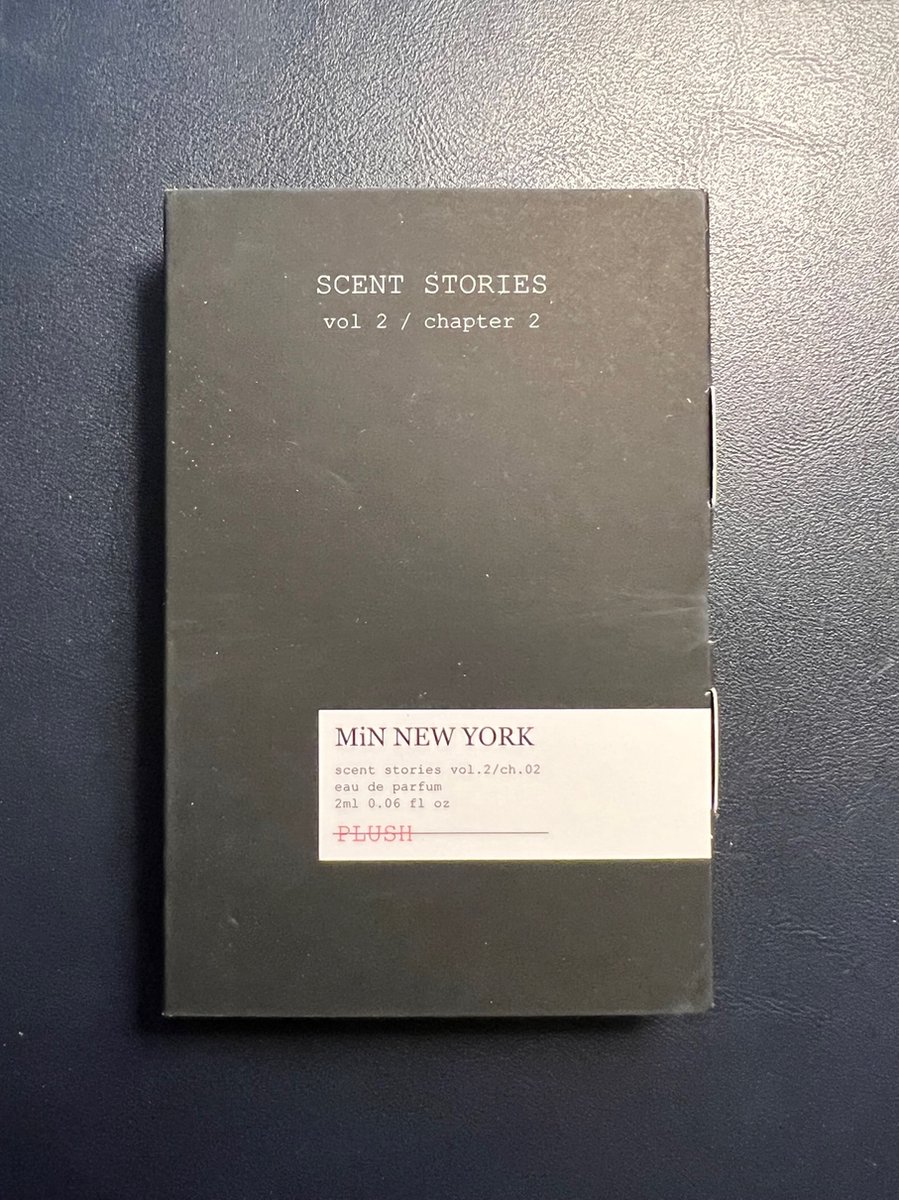 SCENT STORIES
vol 2 / chapter 2
MiN NEW YORK
scent stories vol.2/ch.02
eau de parfum
2ml 0.06 fl oz
PLUSH